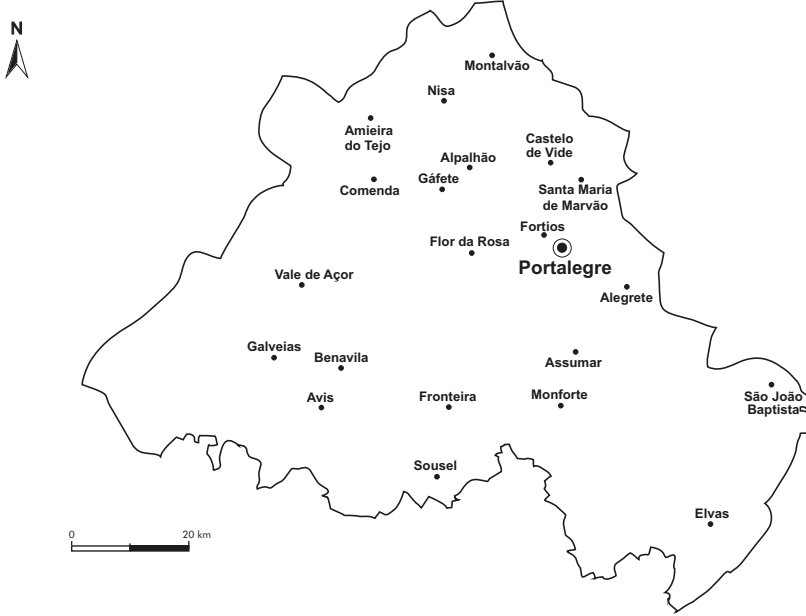 N
Montalvão
Nisa
Amieira
do Tejo
Castelo
de Vide
Alpalhão
Gáfete
Comenda
Santa Maria
de Marvão
Fortios
Flor da Rosa
Portalegre
Vale de Açor
Alegrete
Galveias
Benavila
Assumar
Avis
Fronteira
Monforte
São João
Baptista
Sousel
Elvas
0
20 km